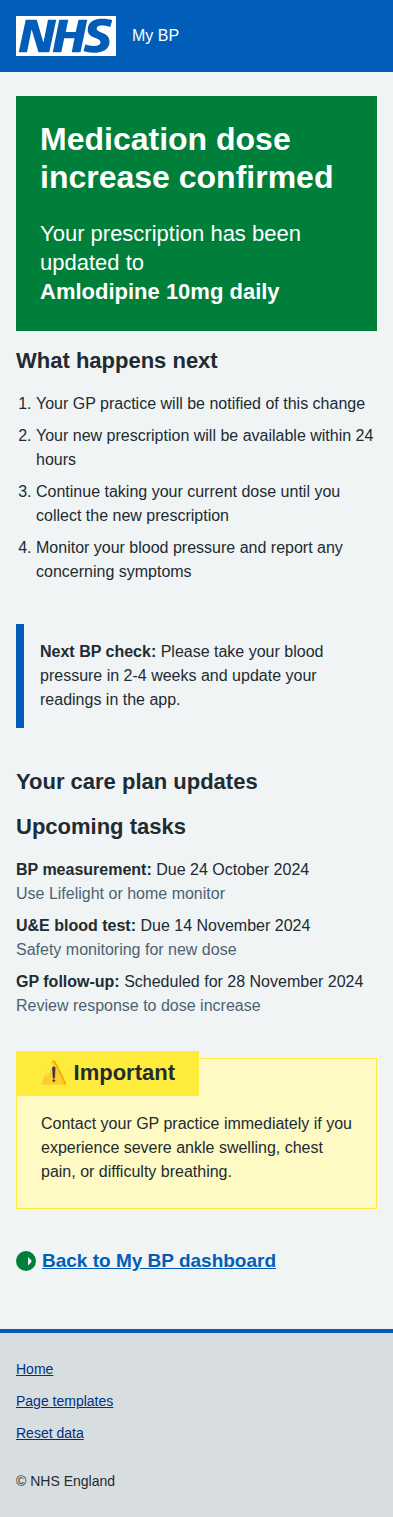 NHS My BP
Medication dose
increase confirmed
Your prescription has been
updated to
Amlodipine 10mg daily
What happens next
1. Your GP practice will be notified of this change
2. Your new prescription will be available within 24
hours
3. Continue taking your current dose until you
collect the new prescription
4. Monitor your blood pressure and report any
concerning symptoms
Next BP check: Please take your blood
pressure in 2-4 weeks and update your
readings in the app.
Your care plan updates
Upcoming tasks
BP measurement: Due 24 October 2024
Use Lifelight or home monitor
U&E blood test: Due 14 November 2024
Safety monitoring for new dose
GP follow-up: Scheduled for 28 November 2024
Review response to dose increase
⚠️ Important
Contact your GP practice immediately if you
experience severe ankle swelling, chest
pain, or difficulty breathing.
Back to My BP dashboard
Home
Page templates
Reset data
© NHS England